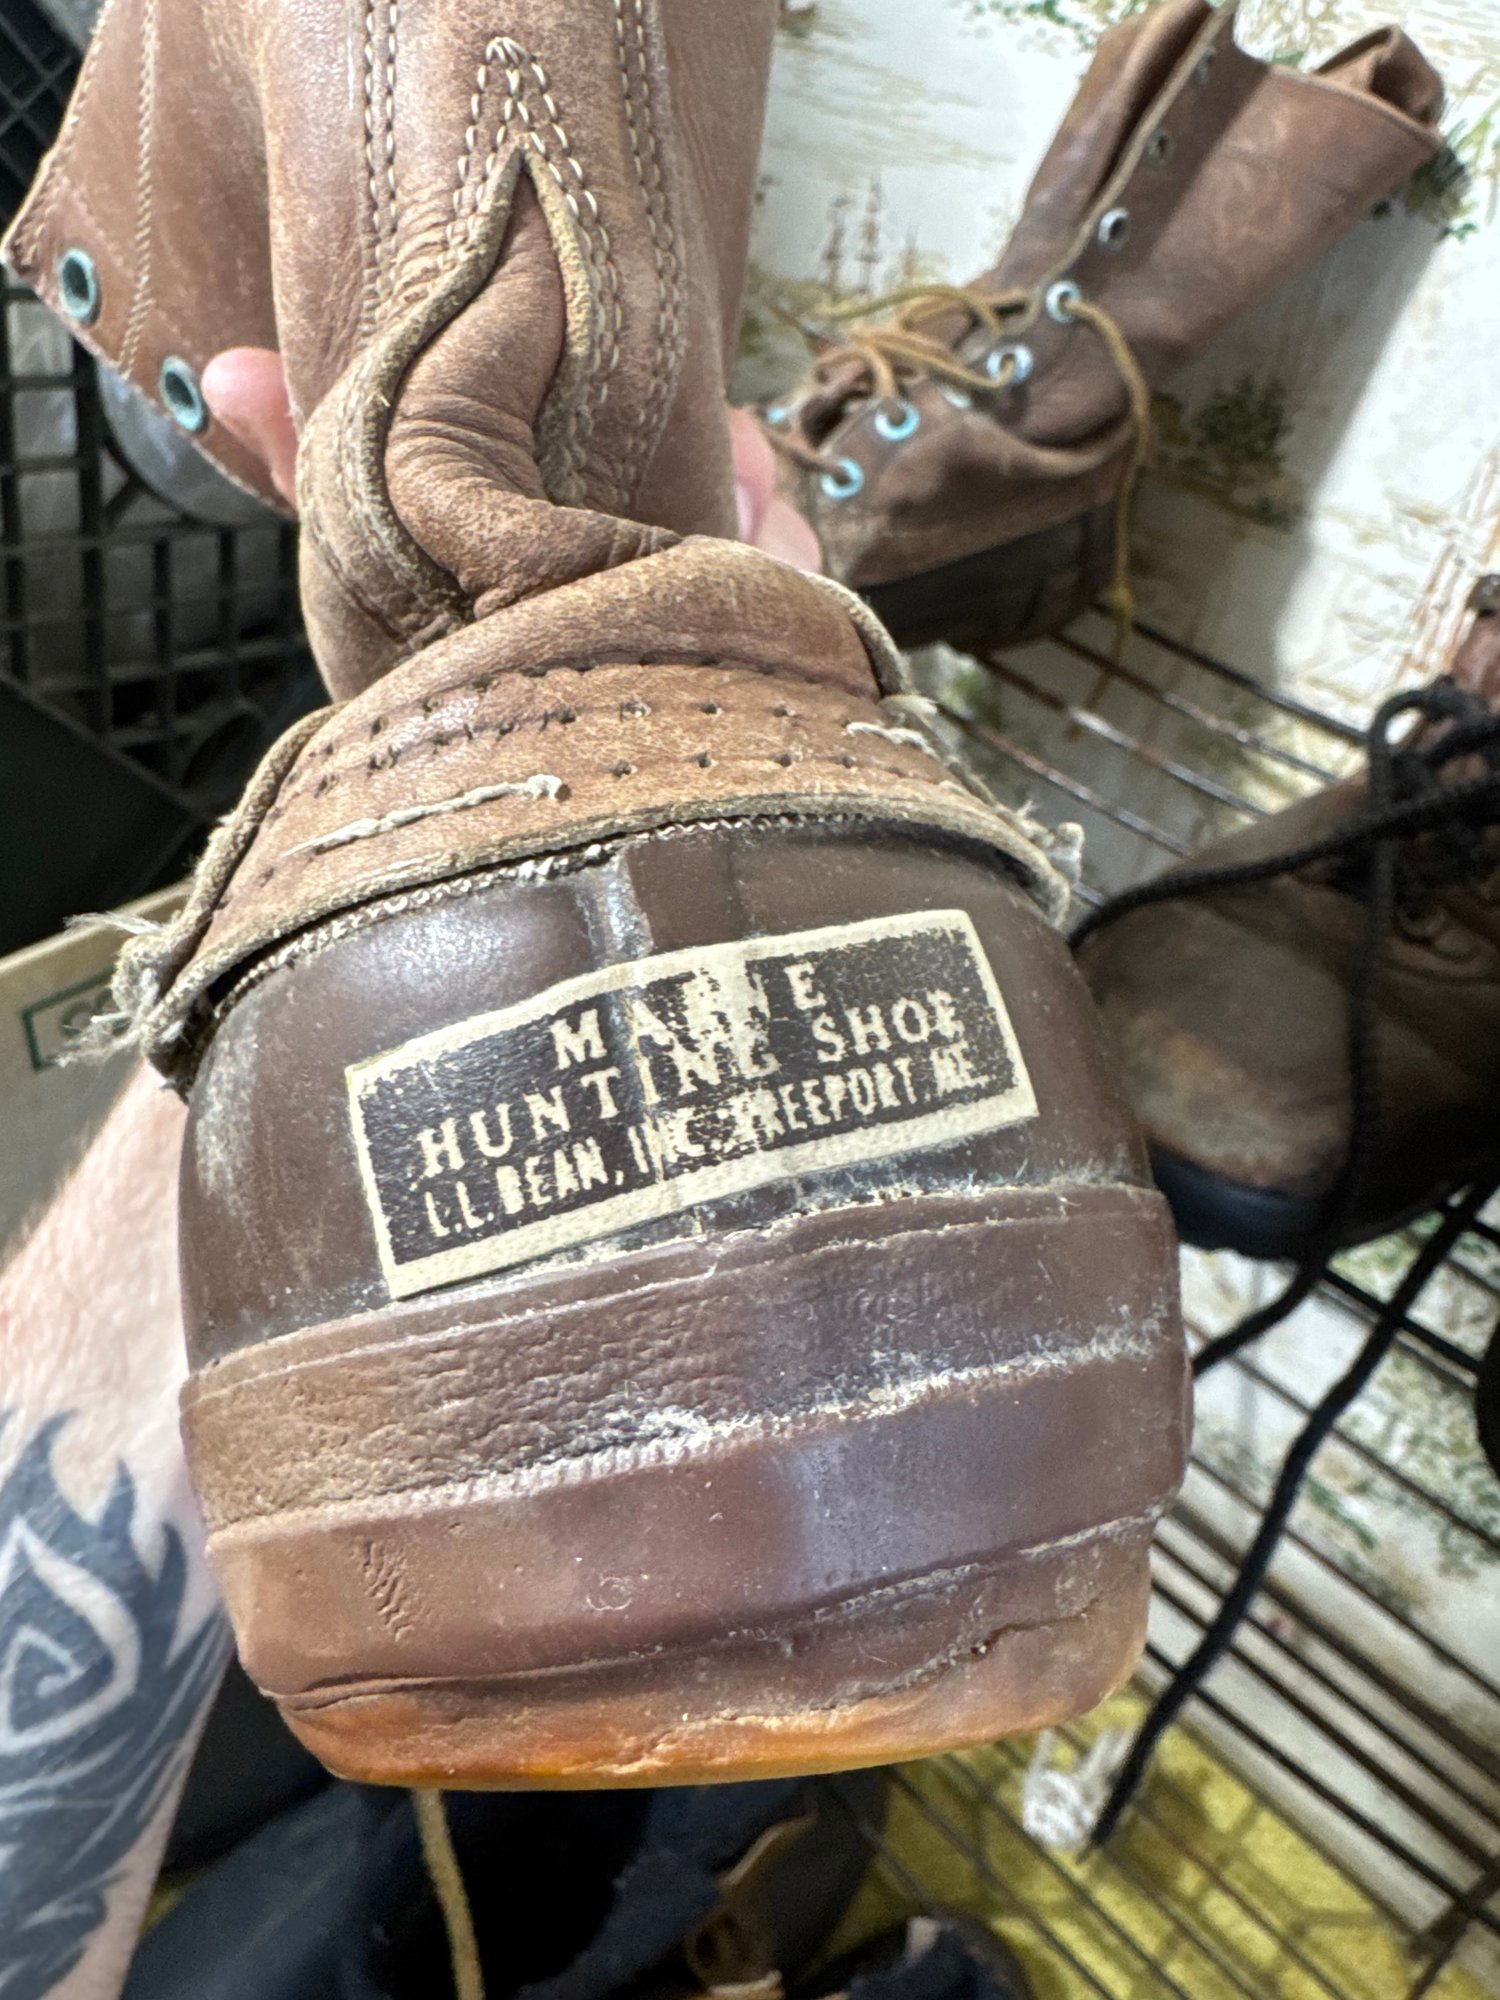 MAINE
HUNTING SHOE
L.L. BEAN, INC. FREEPORT, ME.